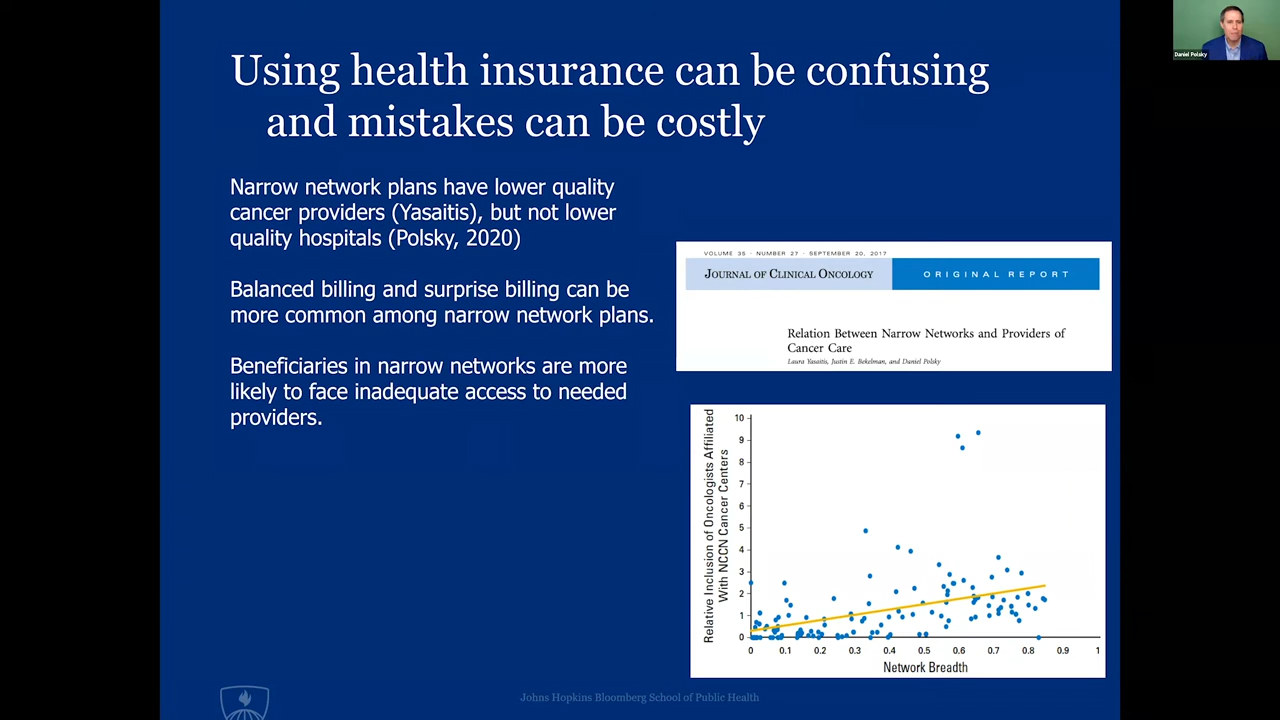 Using health insurance can be confusing
and mistakes can be costly
Narrow network plans have lower quality
cancer providers (Yasaitis), but not lower
quality hospitals (Polsky, 2020)
Balanced billing and surprise billing can be
more common among narrow network plans.
Beneficiaries in narrow networks are more
likely to face inadequate access to needed
providers.
Daniel Polsky
VOLUME 35 · NUMBER 27 · SEPTEMBER 20, 2017
JOURNAL OF CLINICAL ONCOLOGY
ORIGINAL REPORT
Relation Between Narrow Networks and Providers of
Cancer Care
Laura Yasaitis, Justin E. Bekelman, and Daniel Polsky
Relative Inclusion of Oncologists Affiliated
With NCCN Cancer Centers
10
9
8
7
6
5
4
3
2
1
0
0 0.1 0.2 0.3 0.4 0.5 0.6 0.7 0.8 0.9 1
Network Breadth
Johns Hopkins Bloomberg School of Public Health